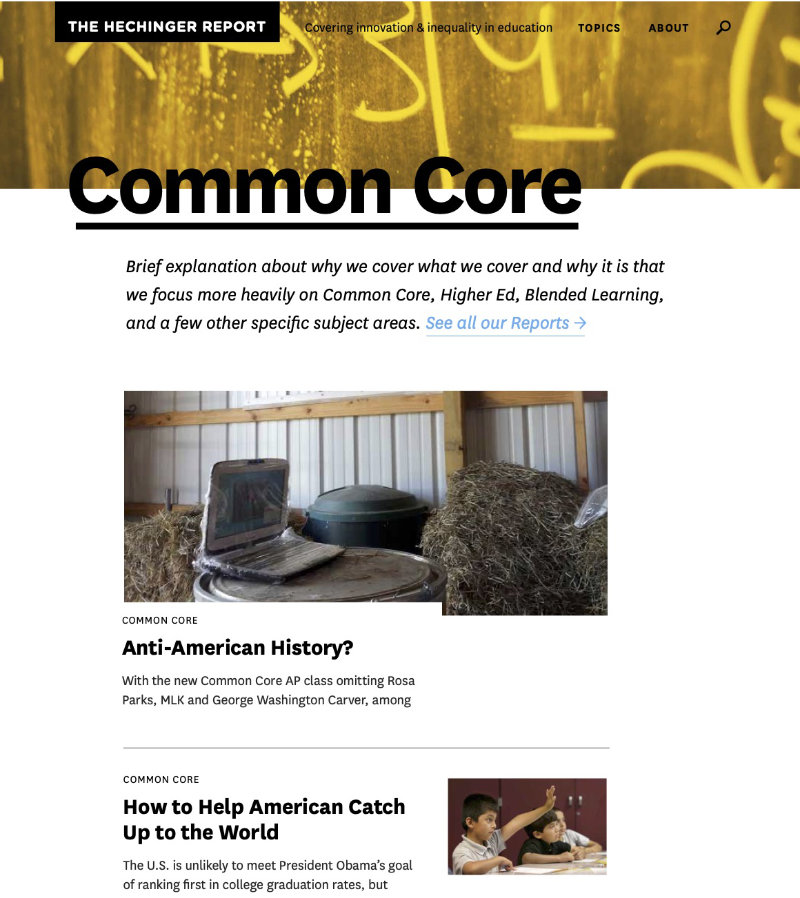 THE HECHINGER REPORT
Covering innovation & inequality in education
TOPICS
ABOUT
Common Core
Brief explanation about why we cover what we cover and why it is that
we focus more heavily on Common Core, Higher Ed, Blended Learning,
and a few other specific subject areas. See all our Reports →
COMMON CORE
Anti-American History?
With the new Common Core AP class omitting Rosa
Parks, MLK and George Washington Carver, among
COMMON CORE
How to Help American Catch
Up to the World
The U.S. is unlikely to meet President Obama's goal
of ranking first in college graduation rates, but